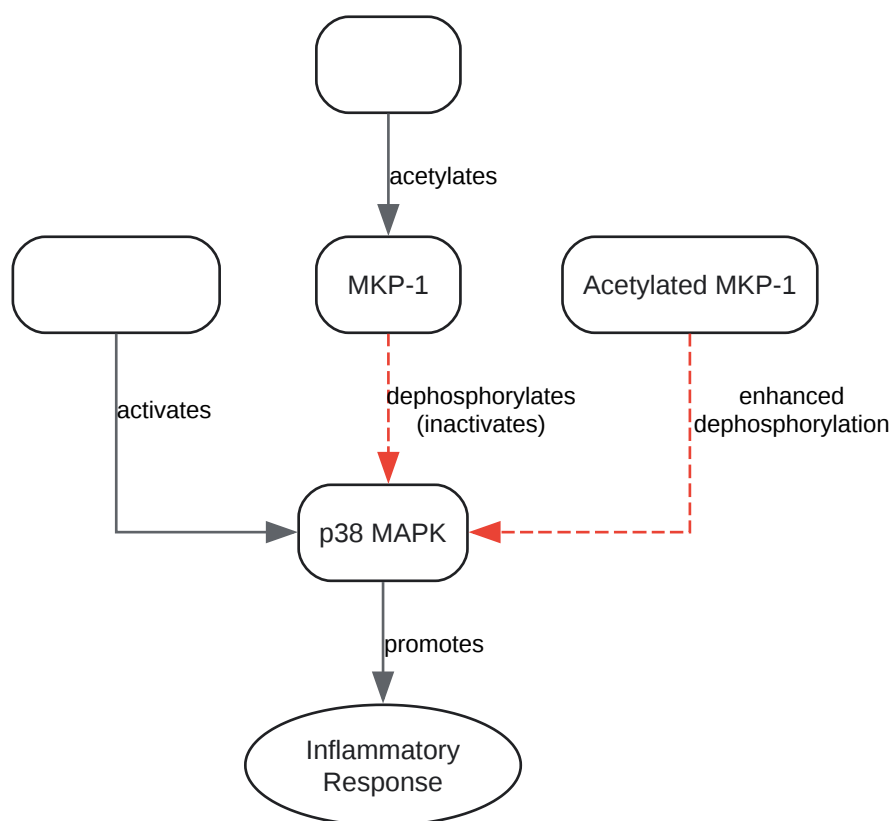 acetylates
MKP-1
Acetylated MKP-1
activates
dephosphorylates
(inactivates)
enhanced
dephosphorylation
p38 MAPK
promotes
Inflammatory
Response